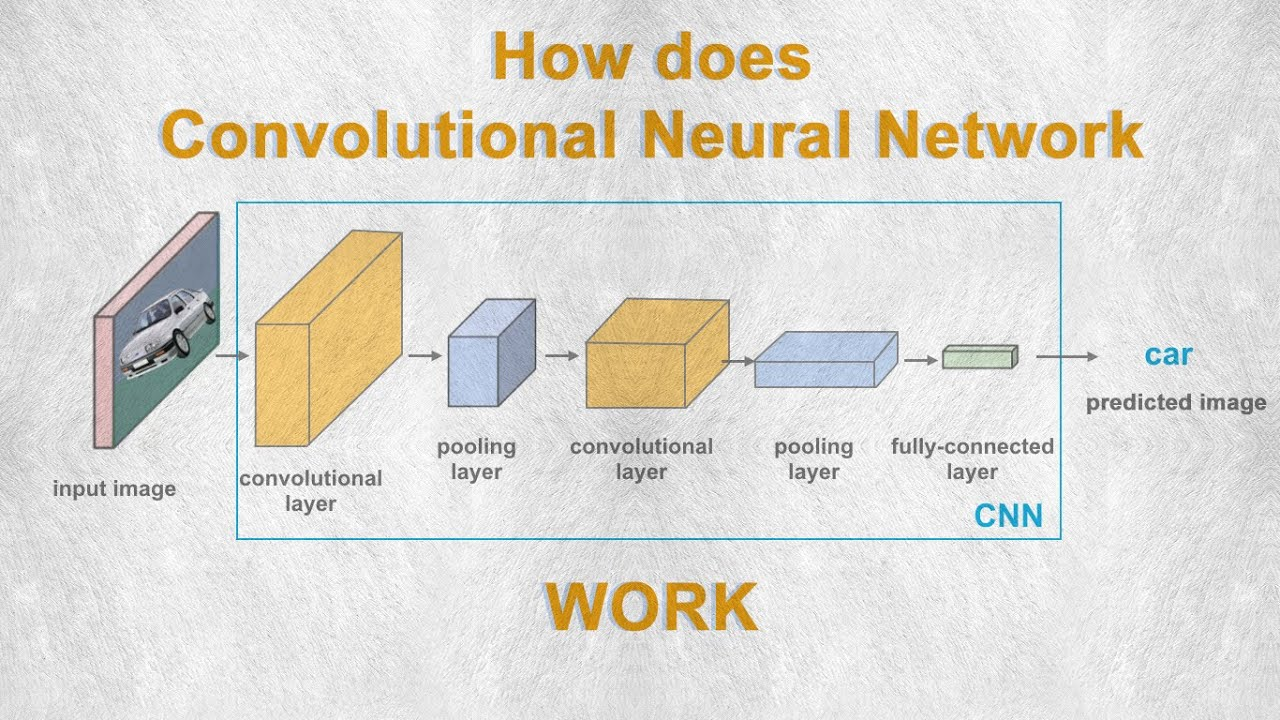 How does
Convolutional Neural Network
input image
convolutional
layer
pooling
layer
convolutional
layer
pooling
layer
fully-connected
layer
CNN
car
predicted image
WORK